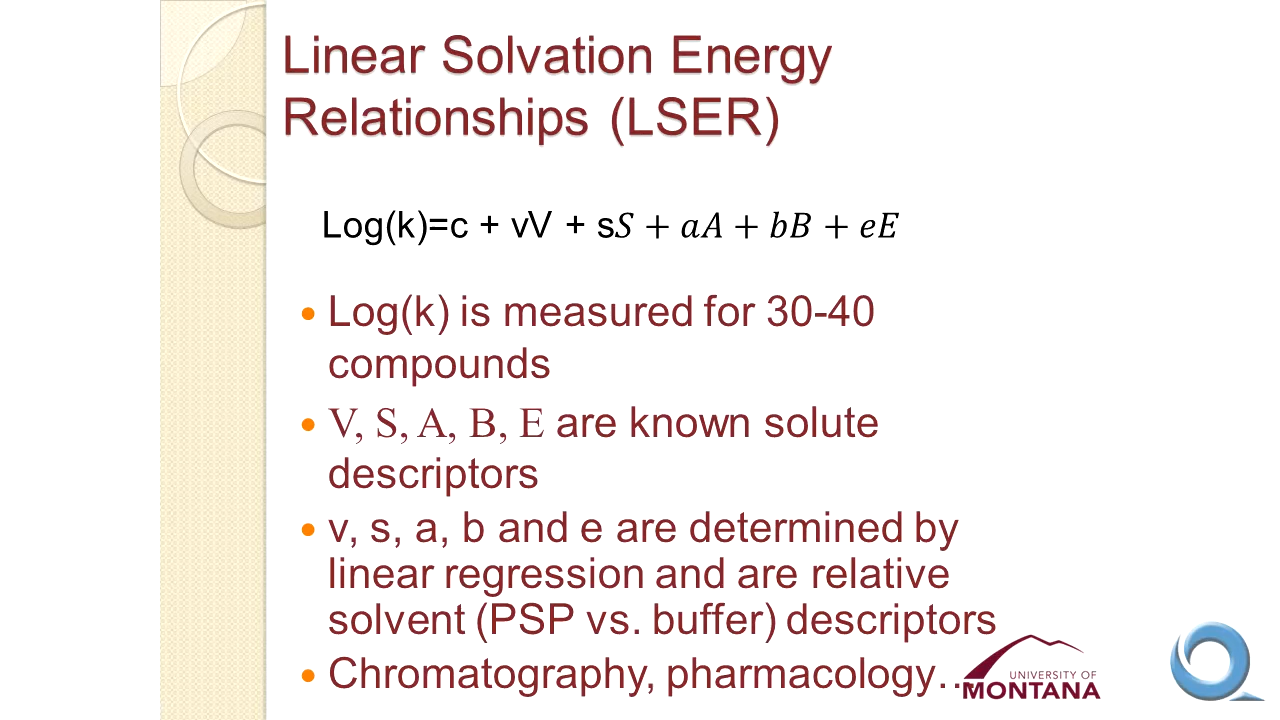 Linear Solvation Energy
Relationships (LSER)
Log(k)=c + vV + s𝑆 + 𝑎𝐴 + 𝑏𝐵 + 𝑒𝐸
• Log(k) is measured for 30-40
compounds
• V, S, A, B, E are known solute
descriptors
• v, s, a, b and e are determined by
linear regression and are relative
solvent (PSP vs. buffer) descriptors
• Chromatography, pharmacology…
UNIVERSITY OF
MONTANA